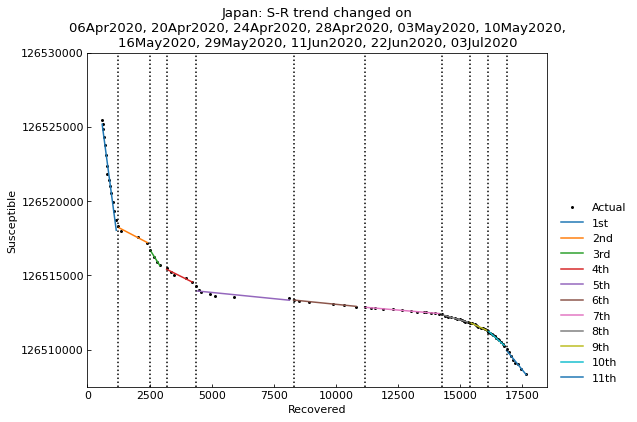 Japan: S-R trend changed on
06Apr2020, 20Apr2020, 24Apr2020, 28Apr2020, 03May2020, 10May2020,
16May2020, 29May2020, 11Jun2020, 22Jun2020, 03Jul2020
126530000
126525000
126520000
126515000
126510000
Susceptible
0
2500
5000
7500
10000
12500
15000
17500
Recovered
Actual
1st
2nd
3rd
4th
5th
6th
7th
8th
9th
10th
11th